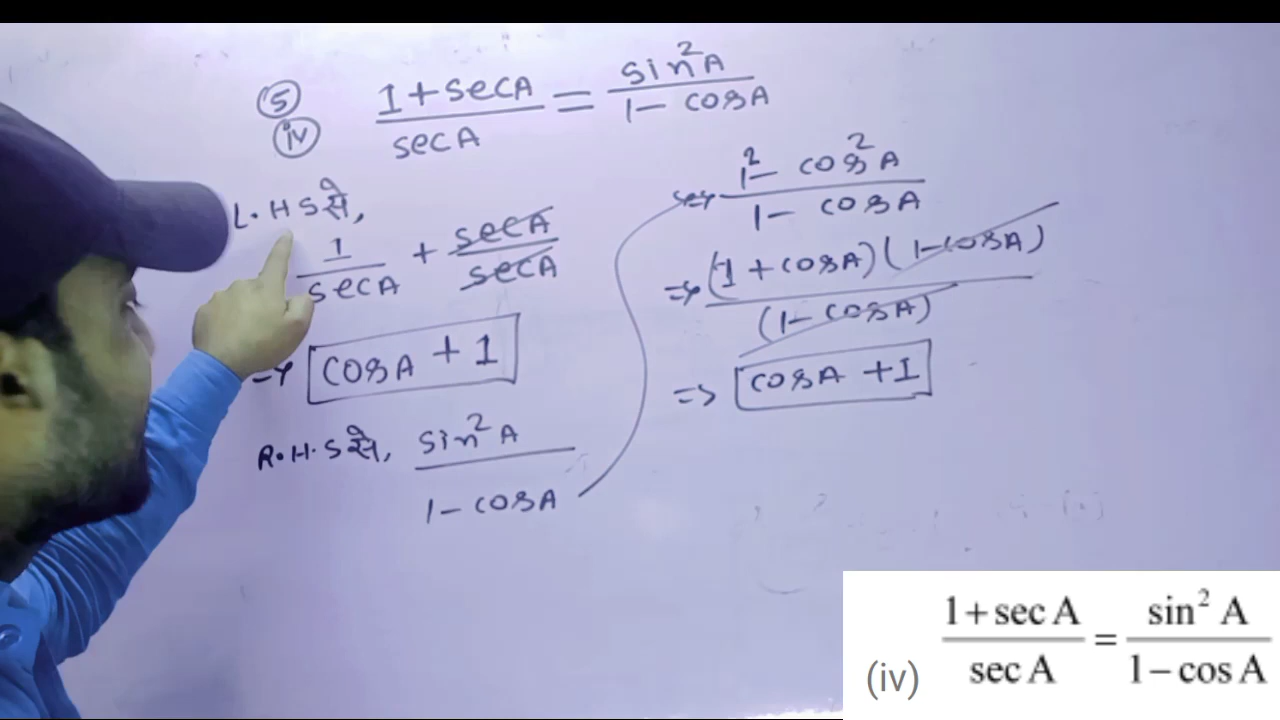 (5)
(iv) (1+secA)/secA = sin²A/(1-cosA)
L.H.S से,
1/secA + secA/secA
=> cosA + 1
R.H.S से, sin²A/(1-cosA)
=> (1²-cos²A)/(1-cosA)
=> (1+cosA)(1-cosA)/(1-cosA)
=> cosA+1
(iv) (1+sec A)/sec A = sin² A/(1-cos A)